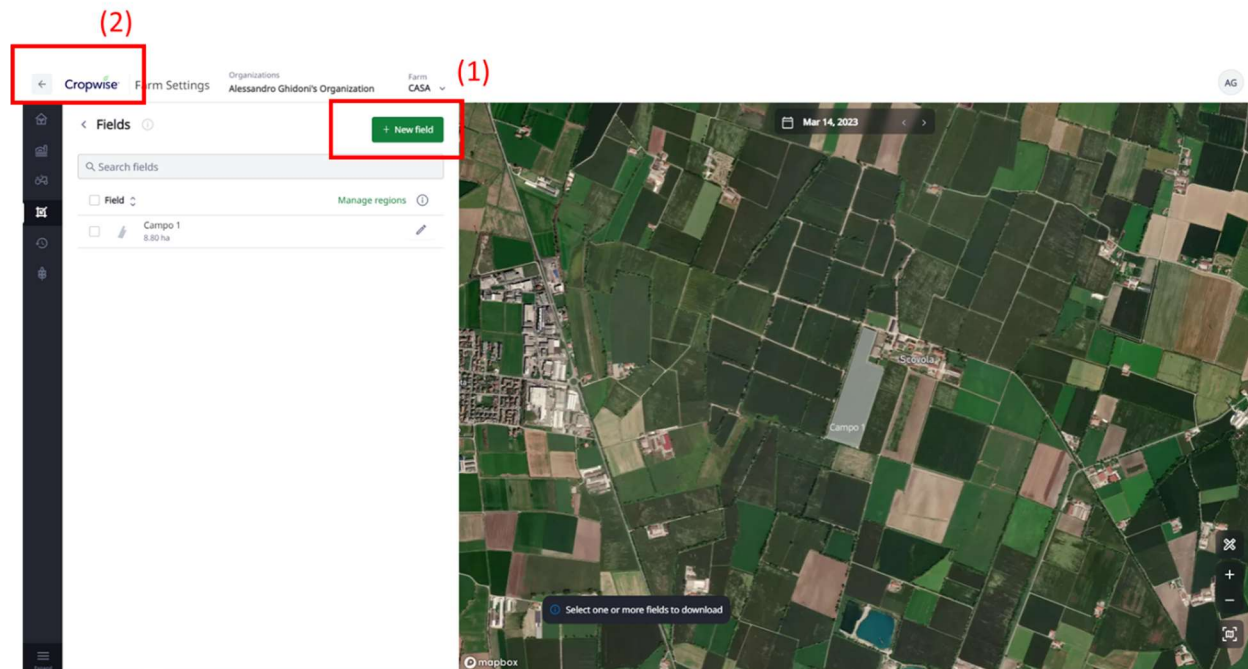 (2)
(1)
Cropwise
Farm Settings
Organizations
Alessandro Ghidoni's Organization
Farm
CASA
AG
Fields
+ New field
Mar 14, 2023
Search fields
Field
Manage regions
Campo 1
8.80 ha
Scovola
Campo 1
Select one or more fields to download
mapbox